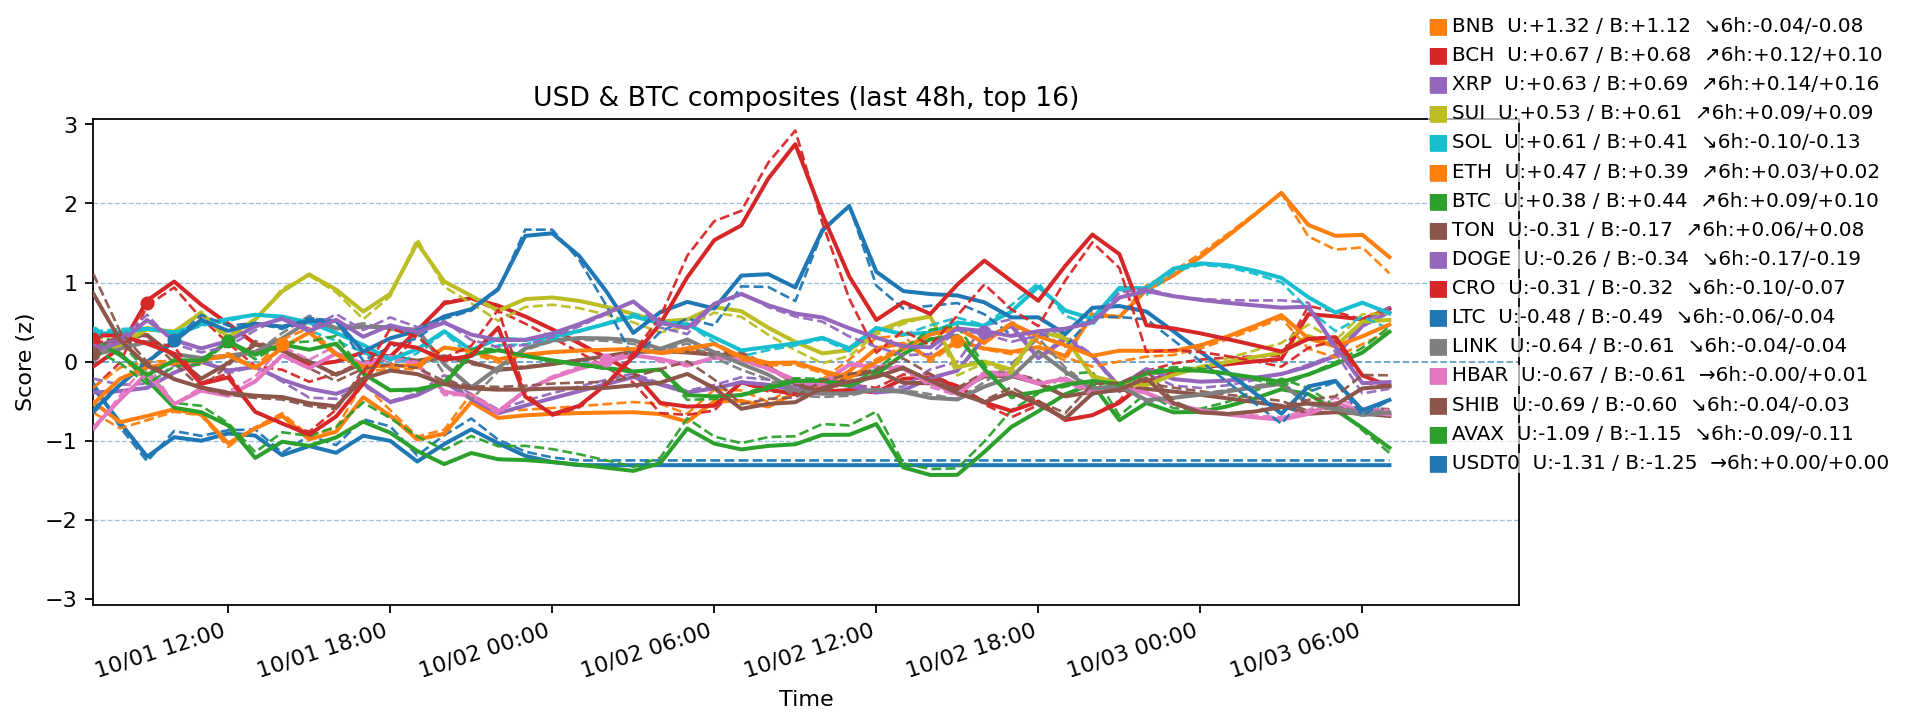 BNB U:+1.32 / B:+1.12 ↘6h:-0.04/-0.08
BCH U:+0.67 / B:+0.68 ↗6h:+0.12/+0.10
XRP U:+0.63 / B:+0.69 ↗6h:+0.14/+0.16
SUI U:+0.53 / B:+0.61 ↗6h:+0.09/+0.09
SOL U:+0.61 / B:+0.41 ↘6h:-0.10/-0.13
ETH U:+0.47 / B:+0.39 ↗6h:+0.03/+0.02
BTC U:+0.38 / B:+0.44 ↗6h:+0.09/+0.10
TON U:-0.31 / B:-0.17 ↗6h:+0.06/+0.08
DOGE U:-0.26 / B:-0.34 ↘6h:-0.17/-0.19
CRO U:-0.31 / B:-0.32 ↘6h:-0.10/-0.07
LTC U:-0.48 / B:-0.49 ↘6h:-0.06/-0.04
LINK U:-0.64 / B:-0.61 ↘6h:-0.04/-0.04
HBAR U:-0.67 / B:-0.61 →6h:-0.00/+0.01
SHIB U:-0.69 / B:-0.60 ↘6h:-0.04/-0.03
AVAX U:-1.09 / B:-1.15 ↘6h:-0.09/-0.11
USDT0 U:-1.31 / B:-1.25 →6h:+0.00/+0.00
USD & BTC composites (last 48h, top 16)
Score (z)
3
2
1
0
−1
−2
−3
10/01 12:00
10/01 18:00
10/02 00:00
10/02 06:00
10/02 12:00
10/02 18:00
10/03 00:00
10/03 06:00
Time